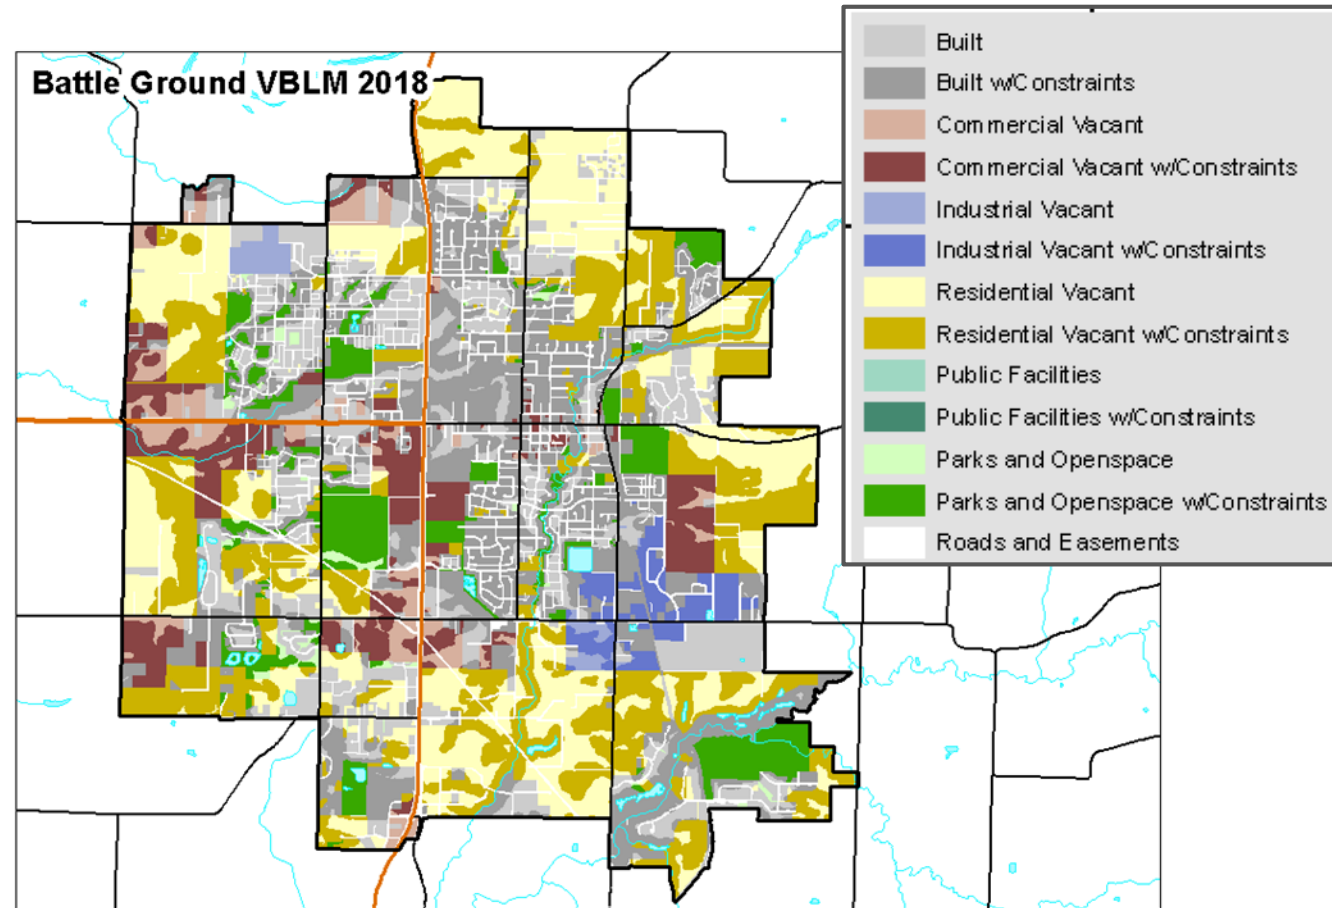 Battle Ground VBLM 2018
Built
Built w/Constraints
Commercial Vacant
Commercial Vacant w/Constraints
Industrial Vacant
Industrial Vacant w/Constraints
Residential Vacant
Residential Vacant w/Constraints
Public Facilities
Public Facilities w/Constraints
Parks and Openspace
Parks and Openspace w/Constraints
Roads and Easements